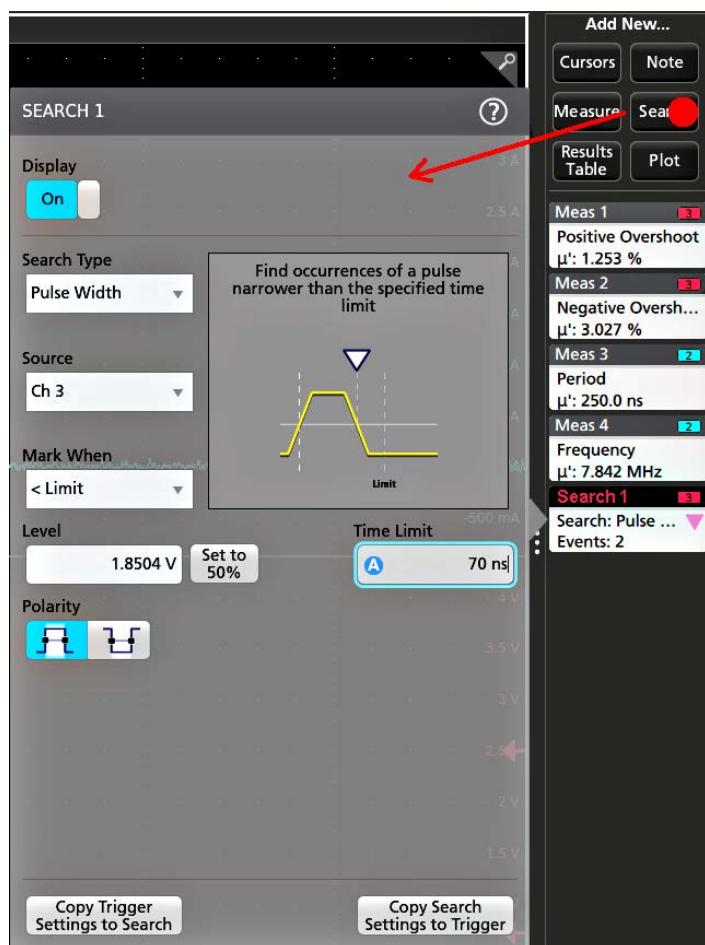 Add New...
Cursors
Note
Measure
Results
Table
Plot
SEARCH 1
?
Display
On
Search Type
Pulse Width
Find occurrences of a pulse
narrower than the specified time
limit
Limit
Source
Ch 3
Mark When
< Limit
Level
1.8504 V
Set to
50%
Time Limit
A
70 ns
Polarity
Copy Trigger
Settings to Search
Copy Search
Settings to Trigger
3 A
2.5 A
A
A
A
A
-500 mA
4 V
3.5 V
3 V
2 V
1.5 V
Meas 1
3
Positive Overshoot
µ': 1.253 %
Meas 2
3
Negative Oversh...
µ': 3.027 %
Meas 3
2
Period
µ': 250.0 ns
Meas 4
2
Frequency
µ': 7.842 MHz
Search 1
3
Search: Pulse ...
Events: 2